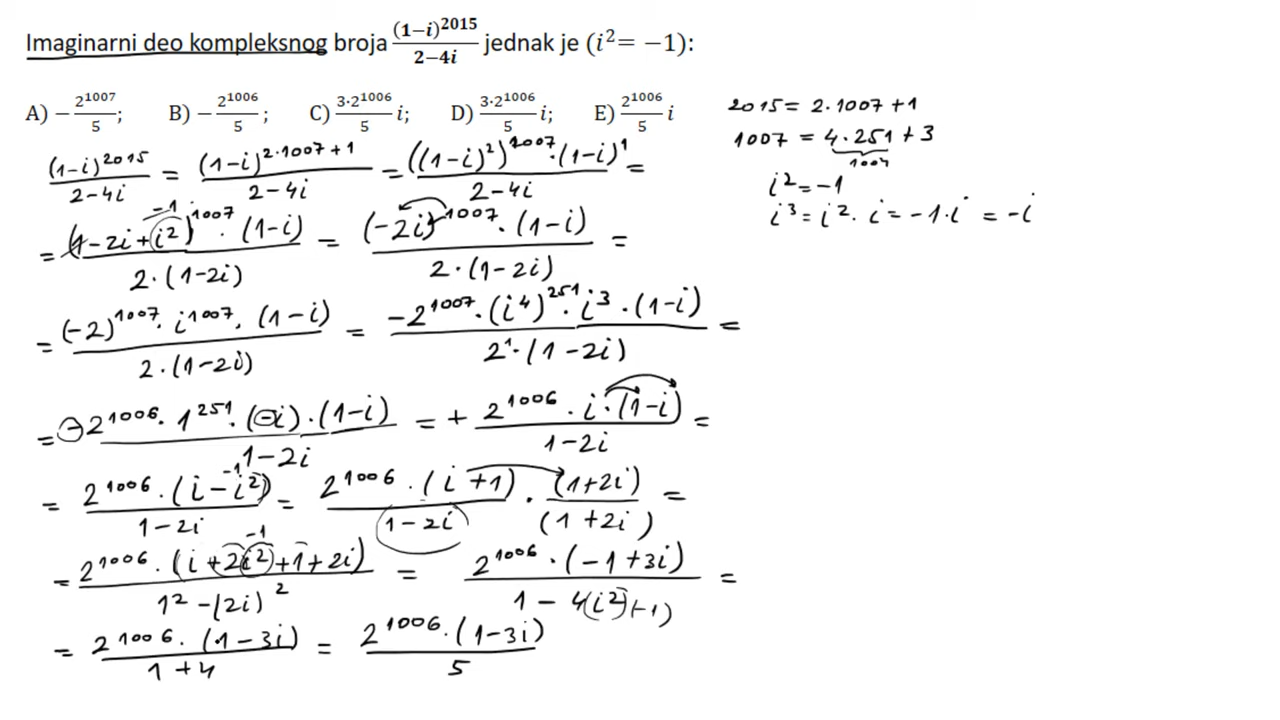 Imaginarni deo kompleksnog broja (1−i)^2015/2−4i jednak je (i²= −1):
A) −2^1007/5; B) −2^1006/5; C) 3·2^1006/5 i; D) 3·2^1006/5 i; E) 2^1006/5 i
2015 = 2·1007+1
1007 = 4·251+3
1004
i² = -1
i³ = i²·i = -1·i = -i
(1-i)^2015/2-4i = (1-i)^2·1007+1/2-4i = ((1-i)²)^1007·(1-i)^1/2-4i =
= (1-2i+i²)^1007·(1-i)/2·(1-2i) = (-2i)^1007·(1-i)/2·(1-2i) =
-1
= (-2)^1007·i^1007·(1-i)/2·(1-2i) = -2^1007·(i⁴)^251·i³·(1-i)/2^1·(1-2i) =
= -2^1006·1^251·(-i)·(1-i)/1-2i = + 2^1006·i·(1-i)/1-2i =
= 2^1006·(i-i²)/1-2i = 2^1006·(i+1)/1-2i · (1+2i)/(1+2i) =
-1
= 2^1006·(i+2i²+1+2i)/1²-(2i)² = 2^1006·(-1+3i)/1-4(i²)(-1) =
-1
= 2^1006·(1-3i)/1+4 = 2^1006·(1-3i)/5